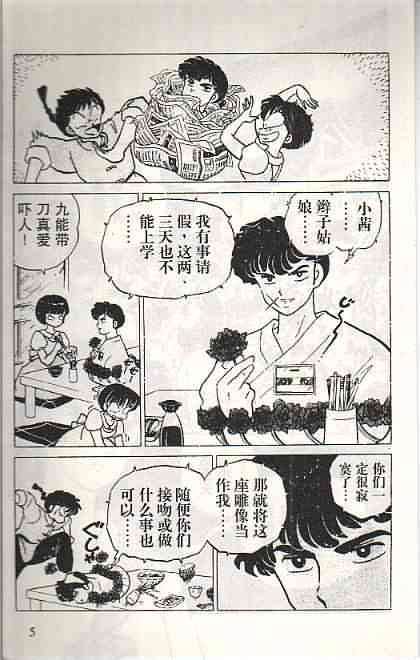 小茜
……
辫子姑
娘……
我有事请
假，这两、
三天也不
能上学
……
九能带
刀真爱
吓人！
你们一
定很寂
寞了…
那就将这
座雕像当
作我……
随便你们
接吻或做
什么事也
可以……
5